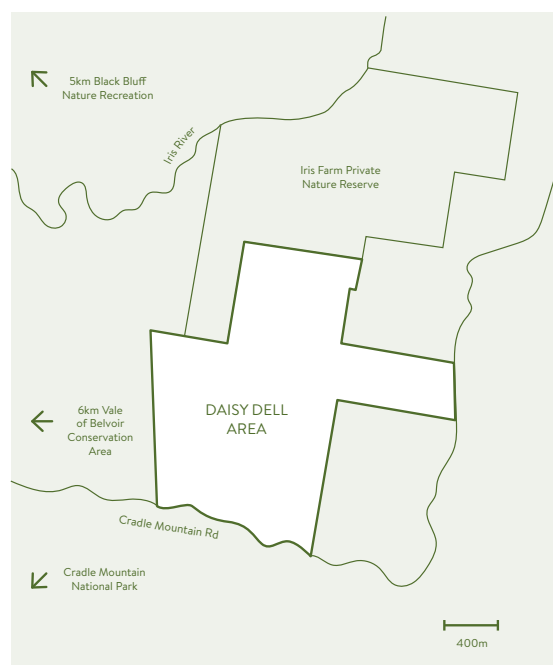 5km Black Bluff
Nature Recreation
Iris River
Iris Farm Private
Nature Reserve
DAISY DELL
AREA
6km Vale
of Belvoir
Conservation
Area
Cradle Mountain Rd
Cradle Mountain
National Park
400m